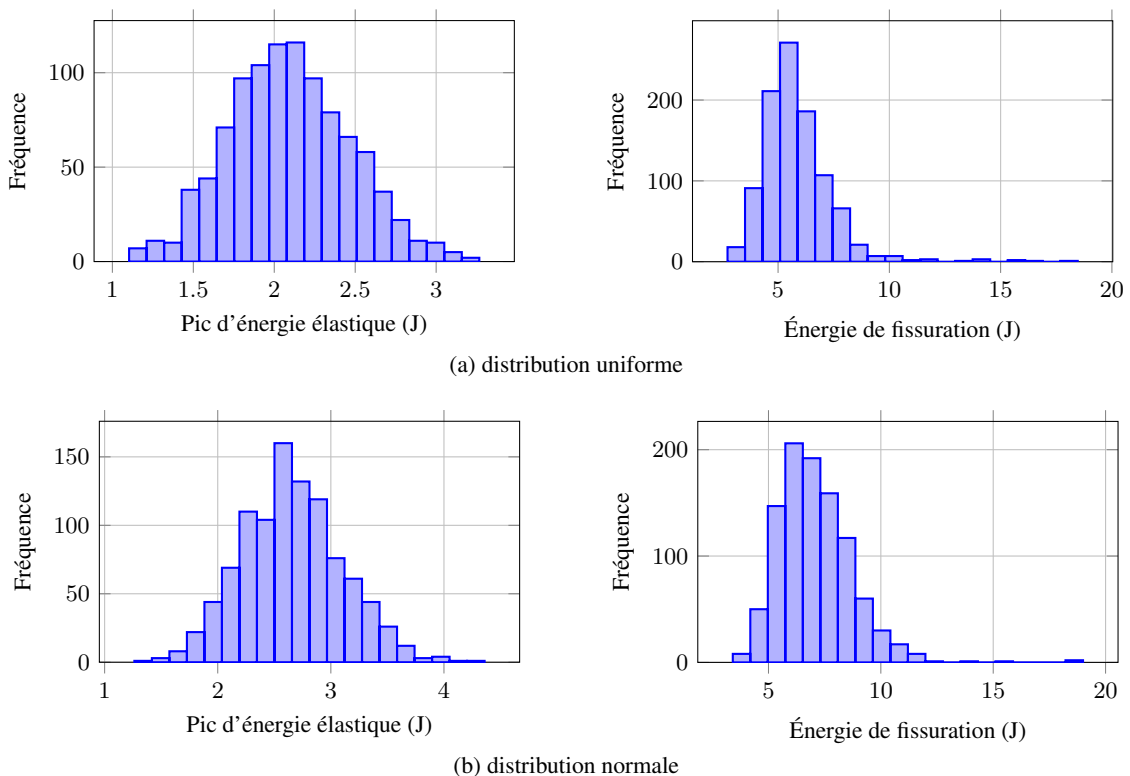 100
50
0
Fréquence
1 1.5 2 2.5 3
Pic d'énergie élastique (J)
200
100
0
Fréquence
5 10 15 20
Énergie de fissuration (J)
(a) distribution uniforme
150
100
50
0
Fréquence
1 2 3 4
Pic d'énergie élastique (J)
200
100
0
Fréquence
5 10 15 20
Énergie de fissuration (J)
(b) distribution normale